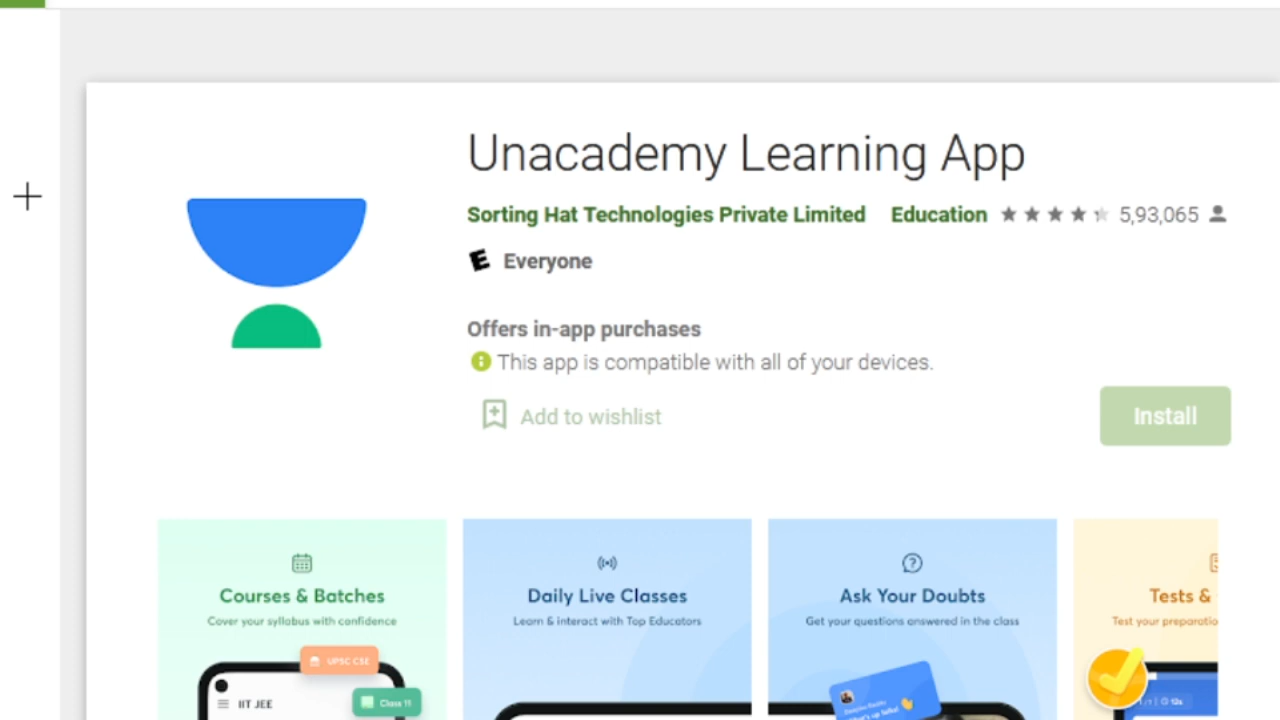 Unacademy Learning App
Sorting Hat Technologies Private Limited Education 5,93,065
E Everyone
Offers in-app purchases
This app is compatible with all of your devices.
Add to wishlist
Install
Courses & Batches
Cover your syllabus with confidence
UPSC CSE
IIT JEE
Class 11
Daily Live Classes
Learn & interact with Top Educators
Ask Your Doubts
Get your questions answered in the class
Tests &
Test your preparatio